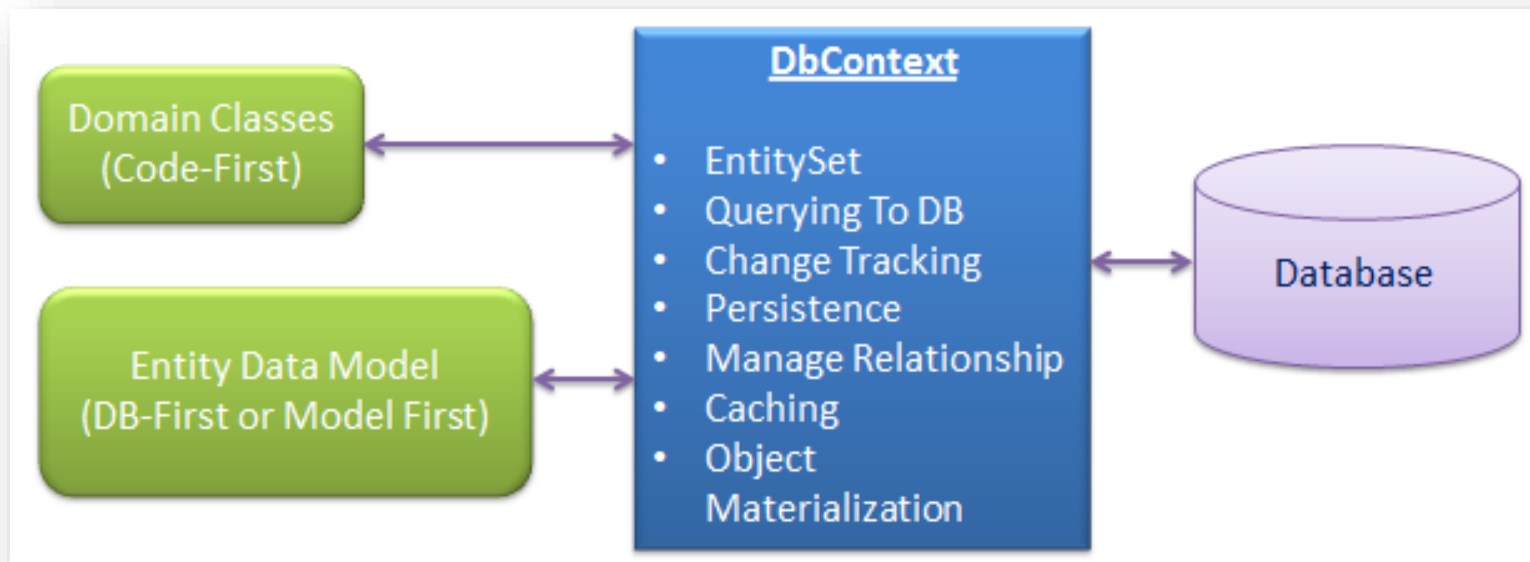 Domain Classes
(Code-First)
Entity Data Model
(DB-First or Model First)
DbContext
• EntitySet
• Querying To DB
• Change Tracking
• Persistence
• Manage Relationship
• Caching
• Object
Materialization
Database